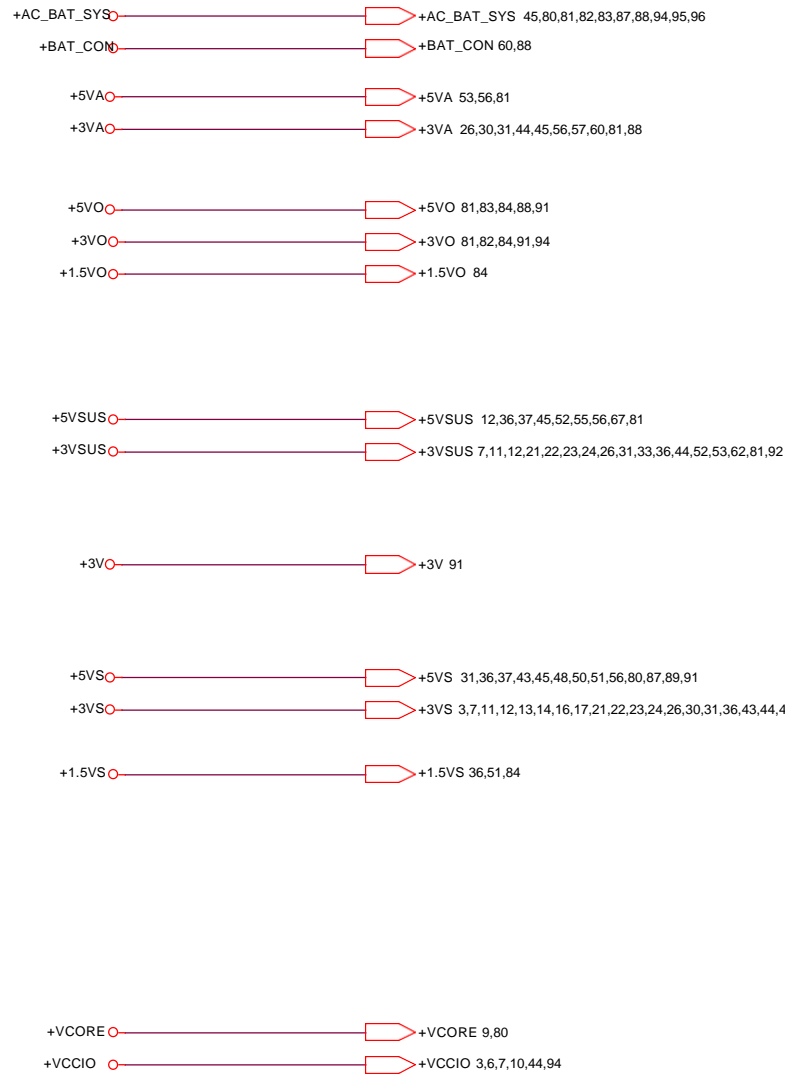 +AC_BAT_SYS +AC_BAT_SYS 45,80,81,82,83,87,88,94,95,96
+BAT_CON +BAT_CON 60,88
+5VA +5VA 53,56,81
+3VA +3VA 26,30,31,44,45,56,57,60,81,88
+5VO +5VO 81,83,84,88,91
+3VO +3VO 81,82,84,91,94
+1.5VO +1.5VO 84
+5VSUS +5VSUS 12,36,37,45,52,55,56,67,81
+3VSUS +3VSUS 7,11,12,21,22,23,24,26,31,33,36,44,52,53,62,81,92
+3V +3V 91
+5VS +5VS 31,36,37,43,45,48,50,51,56,80,87,89,91
+3VS +3VS 3,7,11,12,13,14,16,17,21,22,23,24,26,30,31,36,43,44,
+1.5VS +1.5VS 36,51,84
+VCORE +VCORE 9,80
+VCCIO +VCCIO 3,6,7,10,44,94